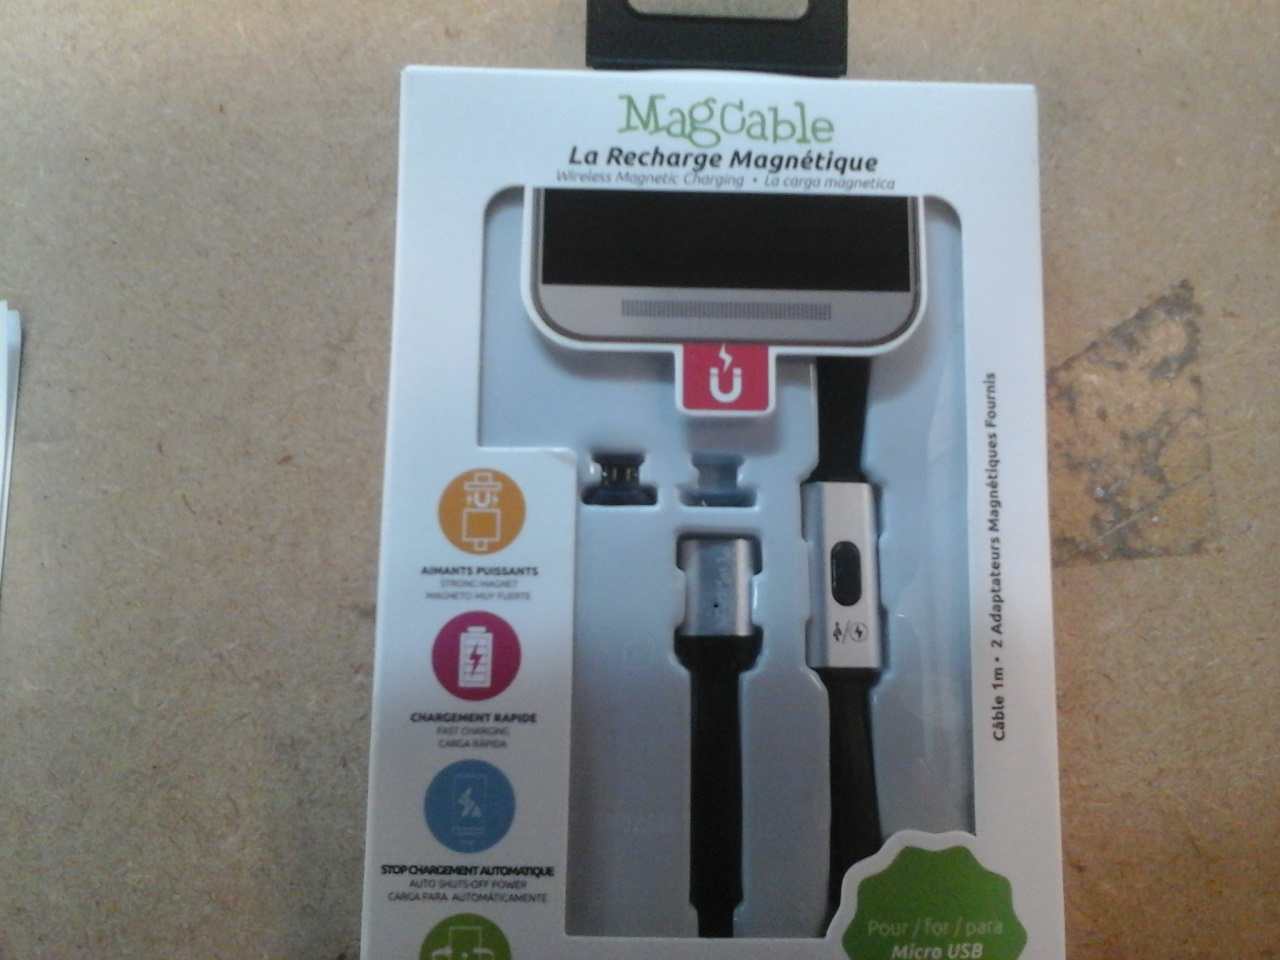 MagCable
La Recharge Magnétique
Wireless Magnetic Charging • La carga magnetica
AIMANTS PUISSANTS
STRONG MAGNET
MAGNETO MUY FUERTE
CHARGEMENT RAPIDE
FAST CHARGING
CARGA RÁPIDA
STOP CHARGEMENT AUTOMATIQUE
AUTO SHUTS-OFF POWER
CARGA PARA AUTOMÁTICAMENTE
Câble 1m • 2 Adaptateurs Magnétiques Fournis
Pour / for / para
Micro USB